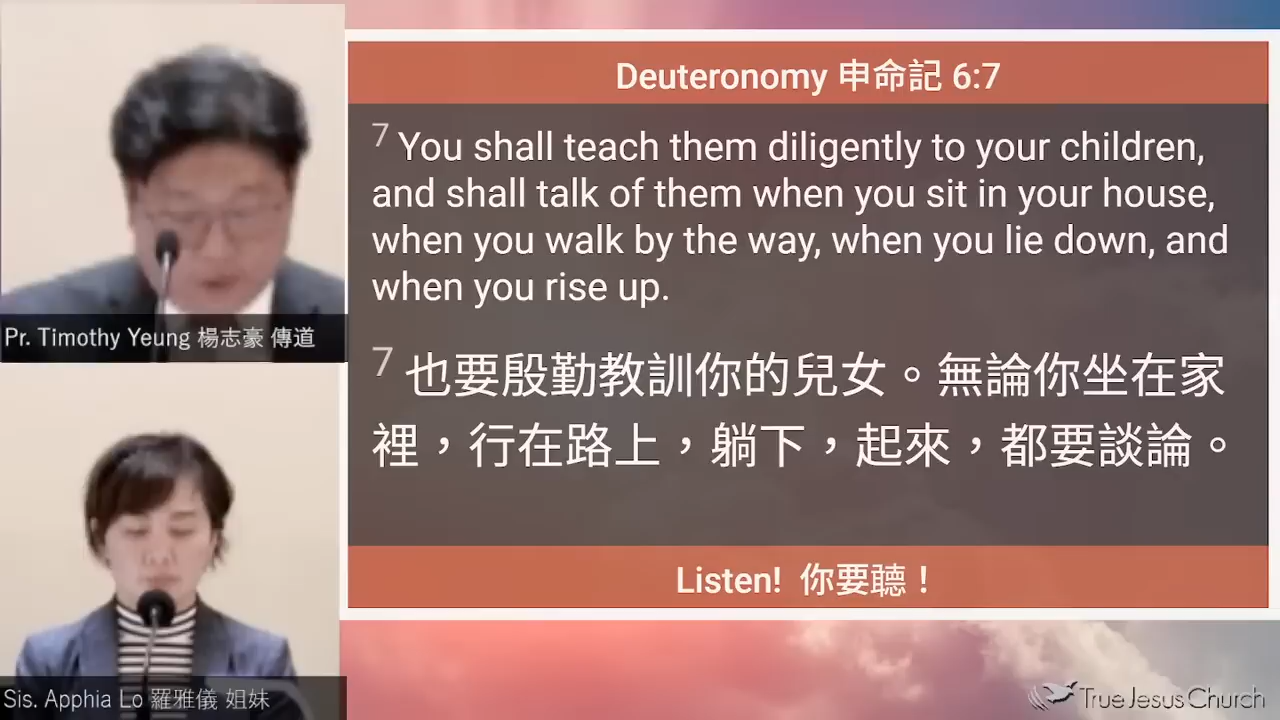 Deuteronomy 申命記 6:7
7 You shall teach them diligently to your children,
and shall talk of them when you sit in your house,
when you walk by the way, when you lie down, and
when you rise up.
7 也要殷勤教訓你的兒女。無論你坐在家
裡，行在路上，躺下，起來，都要談論。
Listen! 你要聽！
Pr. Timothy Yeung 楊志豪 傳道
Sis. Apphia Lo 羅雅儀 姐妹
True Jesus Church